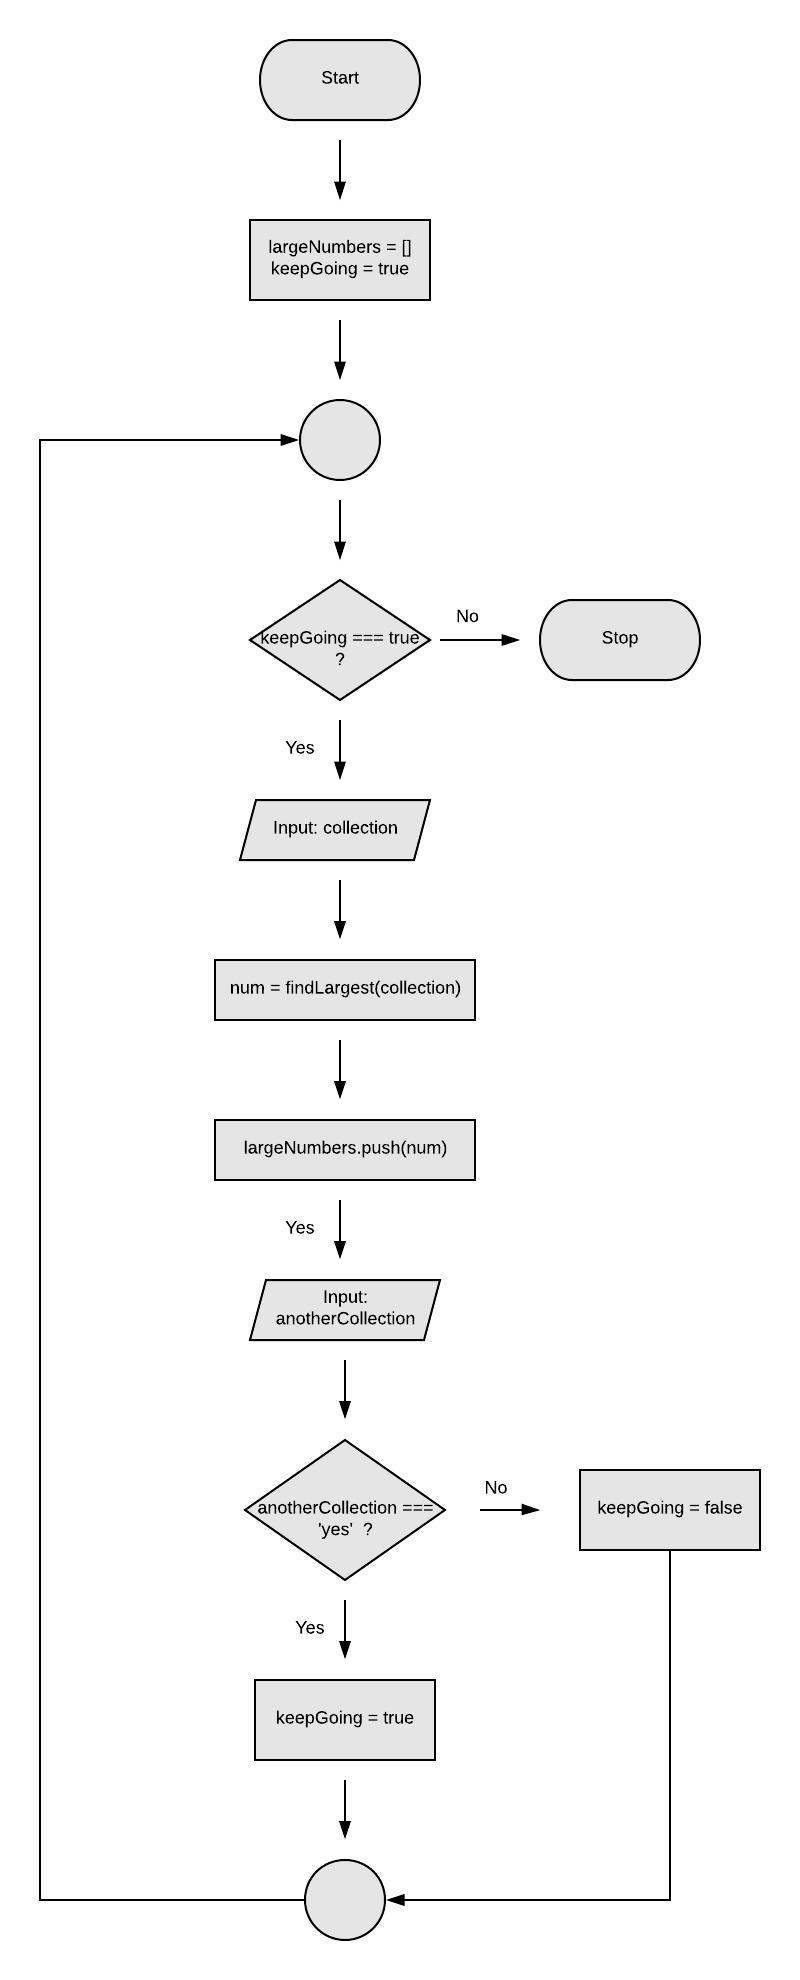 Start
largeNumbers = []
keepGoing = true
keepGoing === true
?
No
Stop
Yes
Input: collection
num = findLargest(collection)
largeNumbers.push(num)
Yes
Input:
anotherCollection
anotherCollection ===
'yes'  ?
No
keepGoing = false
Yes
keepGoing = true